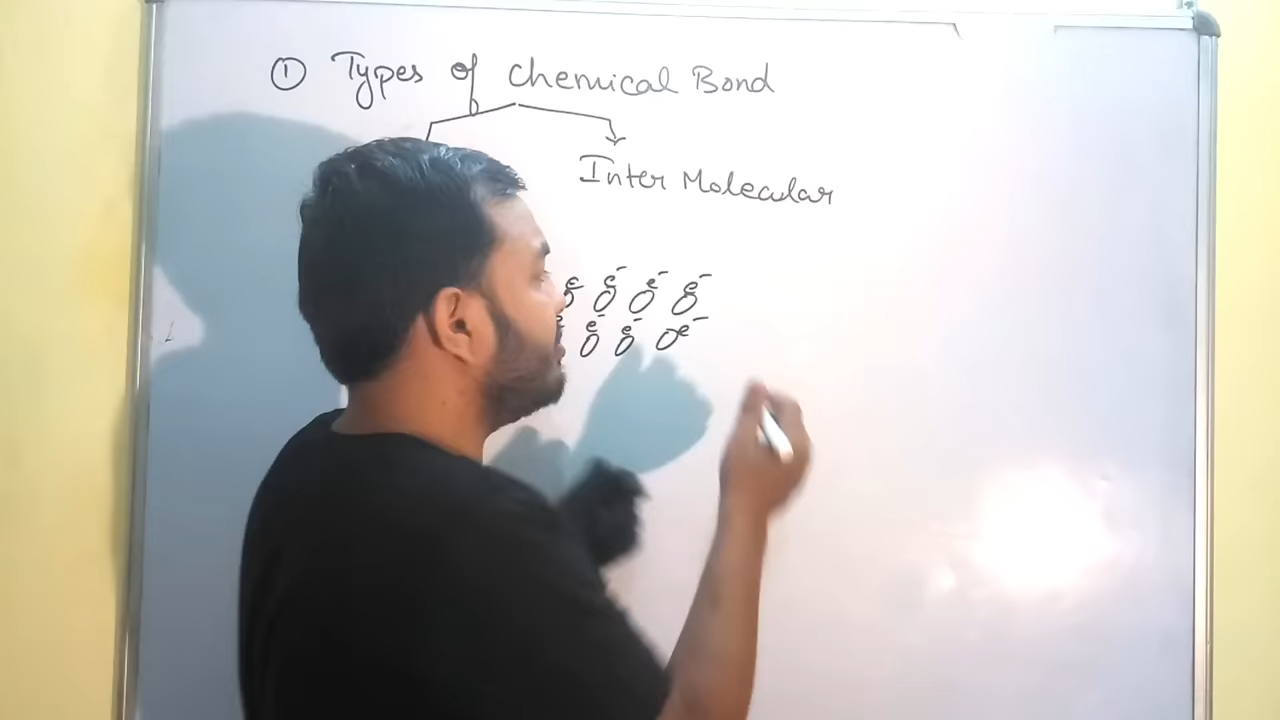 ① Types of Chemical Bond
Inter Molecular
e⁻ e⁻ e⁻ e⁻
e⁻ e⁻ e⁻